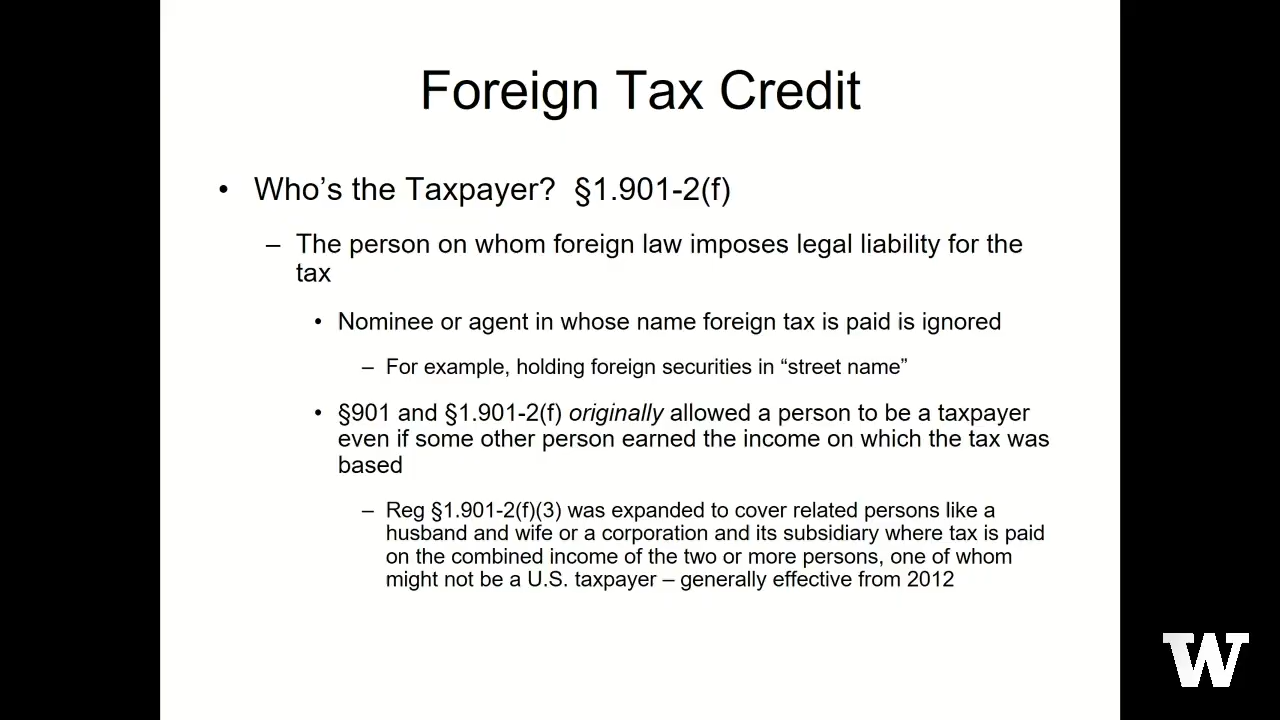 Foreign Tax Credit
• Who’s the Taxpayer? §1.901-2(f)
– The person on whom foreign law imposes legal liability for the
tax
• Nominee or agent in whose name foreign tax is paid is ignored
– For example, holding foreign securities in “street name”
• §901 and §1.901-2(f) originally allowed a person to be a taxpayer
even if some other person earned the income on which the tax was
based
– Reg §1.901-2(f)(3) was expanded to cover related persons like a
husband and wife or a corporation and its subsidiary where tax is paid
on the combined income of the two or more persons, one of whom
might not be a U.S. taxpayer – generally effective from 2012
W